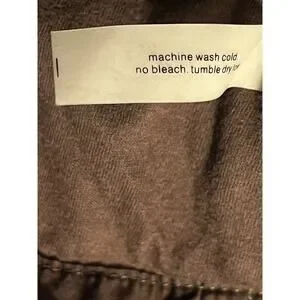 machine wash cold
no bleach. tumble dry